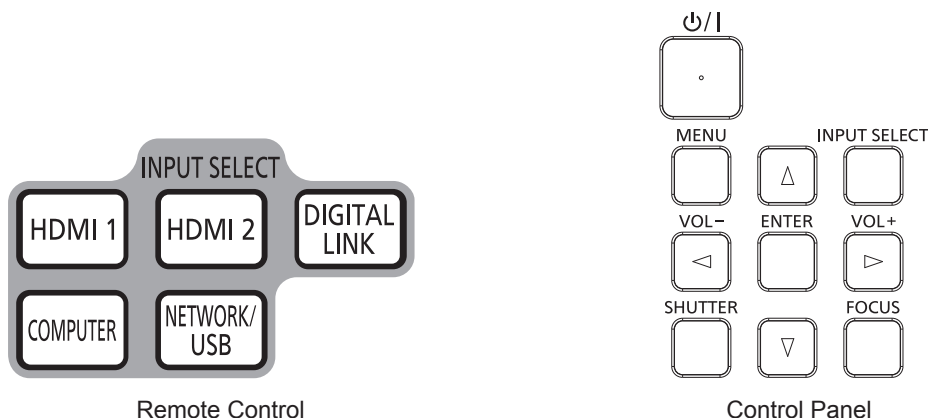 INPUT SELECT
HDMI 1
HDMI 2
DIGITAL
LINK
COMPUTER
NETWORK/
USB
Remote Control
⏻/|
MENU
INPUT SELECT
VOL-
ENTER
VOL+
SHUTTER
FOCUS
Control Panel